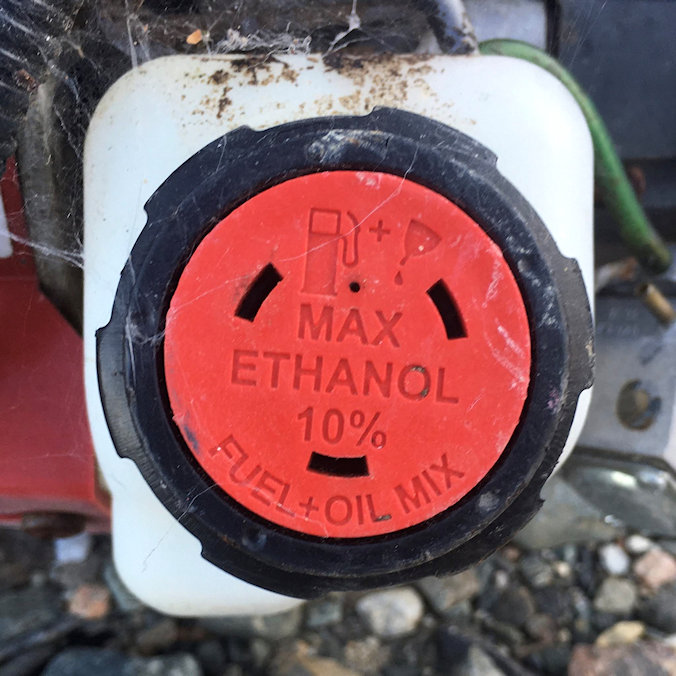 MAX
ETHANOL
10%
FUEL+OIL MIX